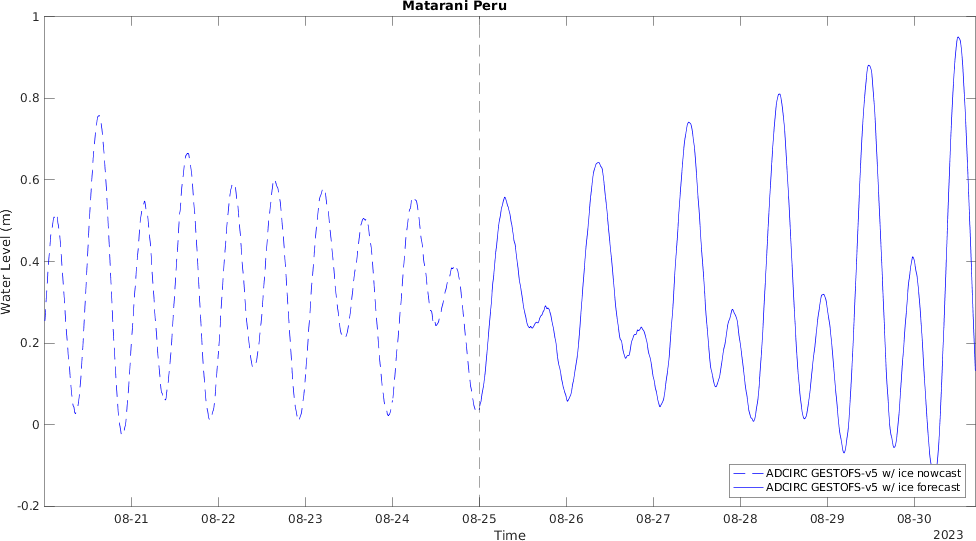 Matarani Peru
1
0.8
0.6
0.4
0.2
0
-0.2
Water Level (m)
08-21 08-22 08-23 08-24 08-25 08-26 08-27 08-28 08-29 08-30
Time
2023
ADCIRC GESTOFS-v5 w/ ice nowcast
ADCIRC GESTOFS-v5 w/ ice forecast